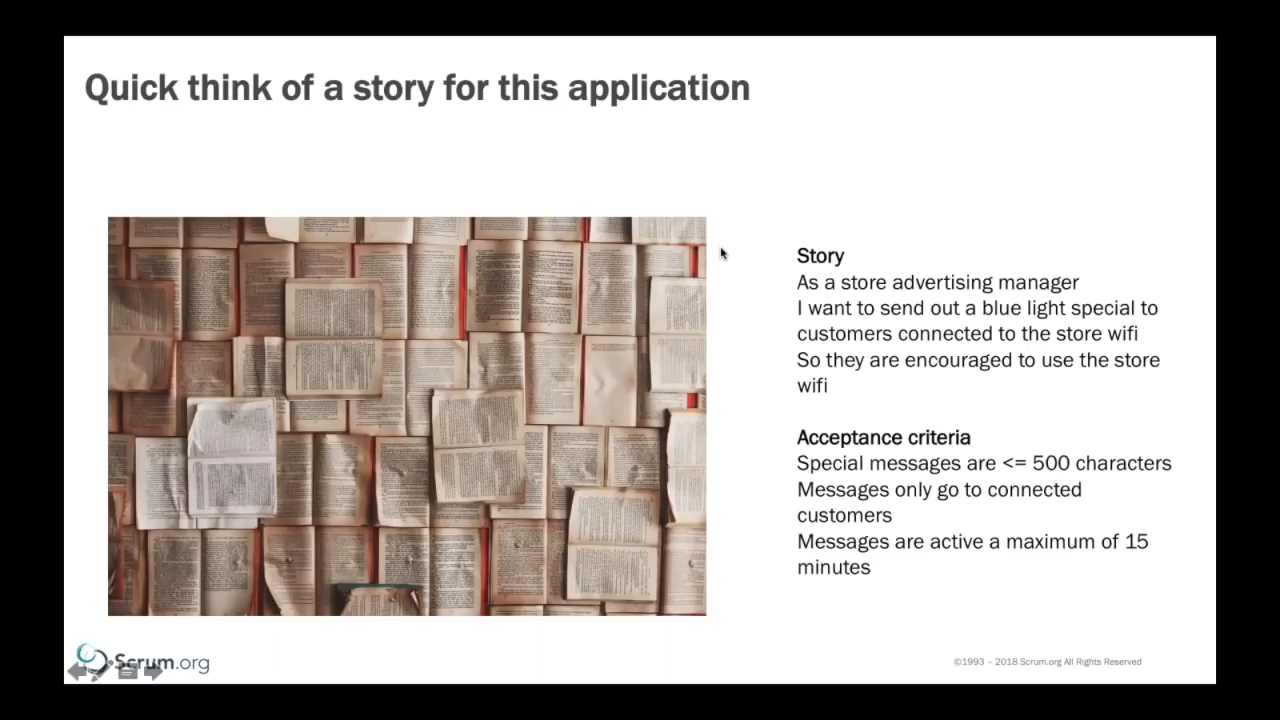 Quick think of a story for this application
Story
As a store advertising manager
I want to send out a blue light special to
customers connected to the store wifi
So they are encouraged to use the store
wifi
Acceptance criteria
Special messages are <= 500 characters
Messages only go to connected
customers
Messages are active a maximum of 15
minutes
Scrum.org
©1993 - 2018 Scrum.org All Rights Reserved